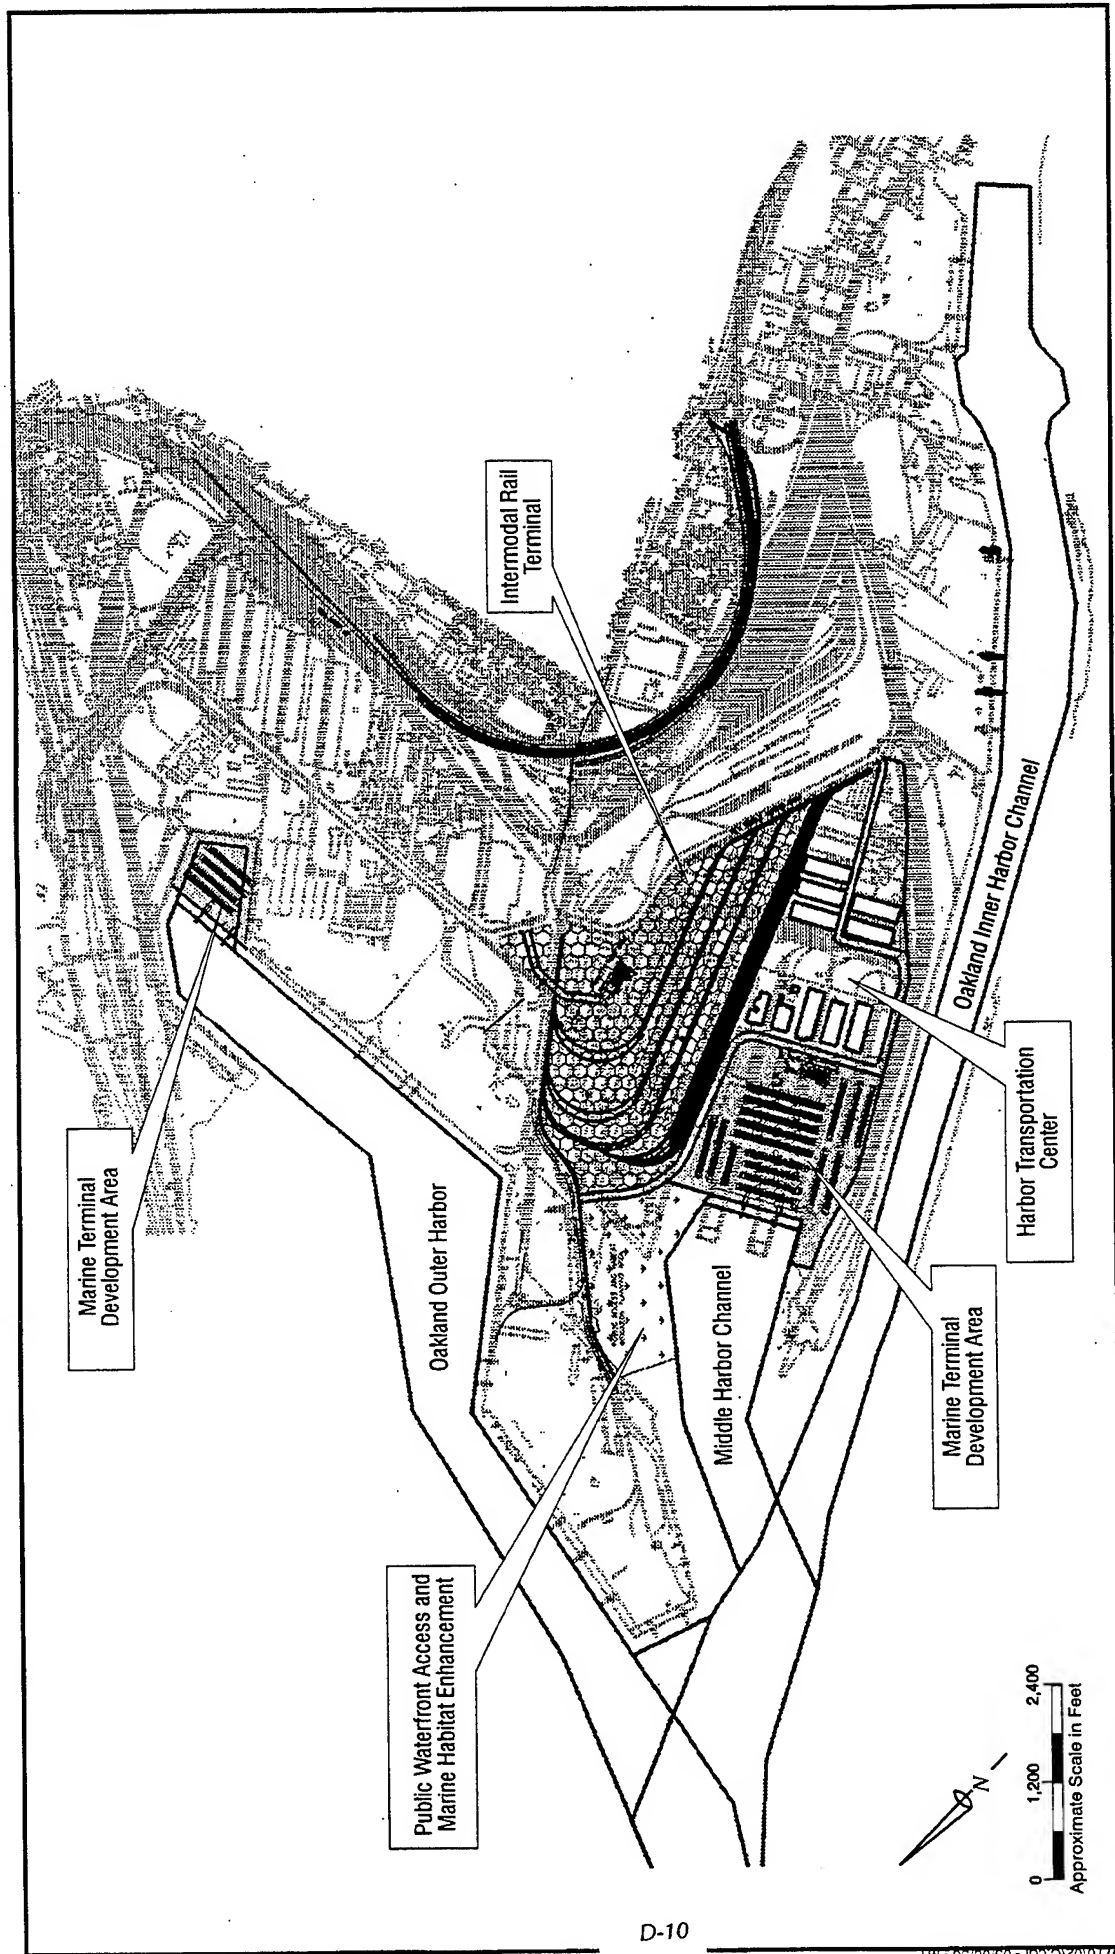 Marine Terminal
Development Area
Oakland Outer Harbor
Intermodal Rail
Terminal
Public Waterfront Access and
Marine Habitat Enhancement
Middle Harbor Channel
Marine Terminal
Development Area
Harbor Transportation
Center
Oakland Inner Harbor Channel
N
0
1,200
2,400
Approximate Scale in Feet
D-10